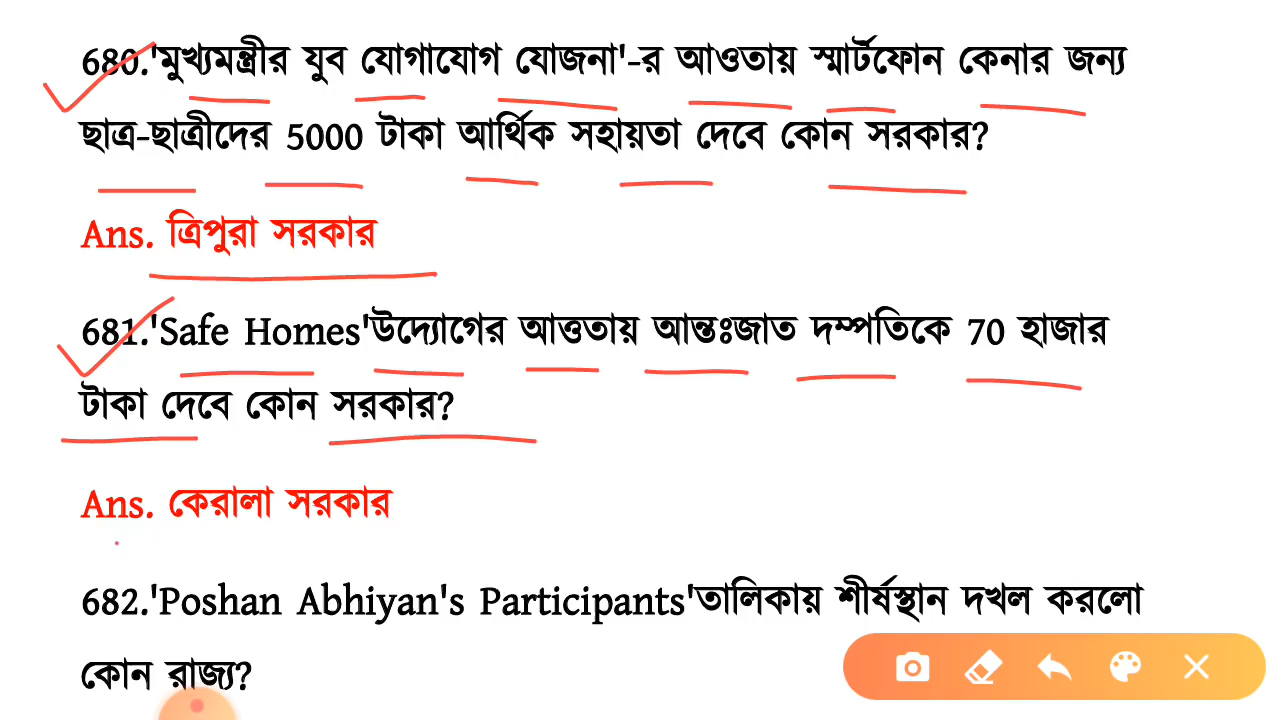 680.'মুখ্যমন্ত্রীর যুব যোগাযোগ যোজনা'-র আওতায় স্মার্টফোন কেনার জন্য
ছাত্র-ছাত্রীদের 5000 টাকা আর্থিক সহায়তা দেবে কোন সরকার?
Ans. ত্রিপুরা সরকার
681.'Safe Homes'উদ্যোগের আত্ততায় আন্তঃজাত দম্পতিকে 70 হাজার
টাকা দেবে কোন সরকার?
Ans. কেরালা সরকার
682.'Poshan Abhiyan's Participants'তালিকায় শীর্ষস্থান দখল করলো
কোন রাজ্য?